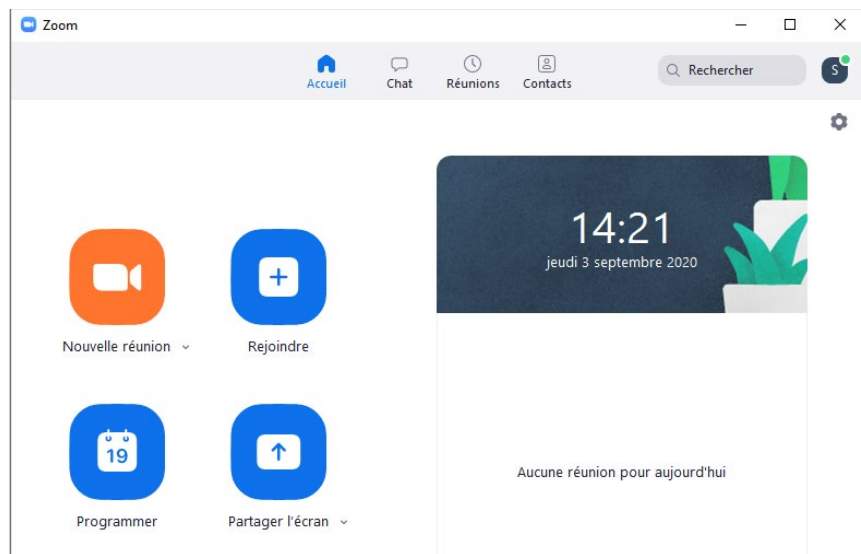 Zoom
Accueil
Chat
Réunions
Contacts
Rechercher
S
14:21
jeudi 3 septembre 2020
Nouvelle réunion
Rejoindre
19
Programmer
Partager l'écran
Aucune réunion pour aujourd'hui